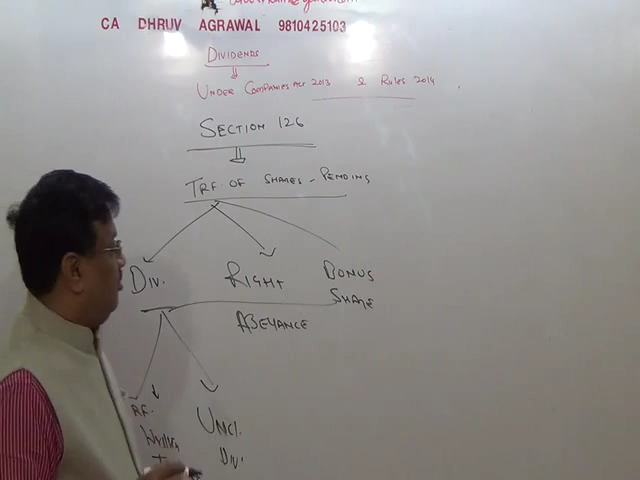 CA DHRUV AGRAWAL 9810425103
DIVIDENDS
UNDER COMPANIES ACT 2013 & RULES 2014
SECTION 126
TRF. OF SHARES - PENDING
DIV. RIGHT BONUS
SHARE
ABEYANCE
RF. UNCL.
DIV.